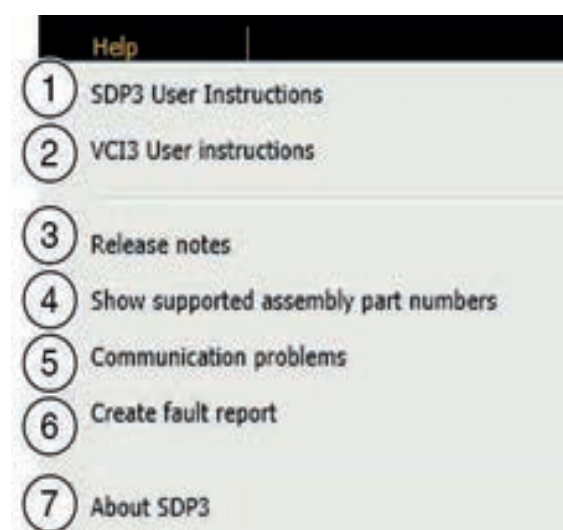 Help
1 SDP3 User Instructions
2 VCI3 User instructions
3 Release notes
4 Show supported assembly part numbers
5 Communication problems
6 Create fault report
7 About SDP3